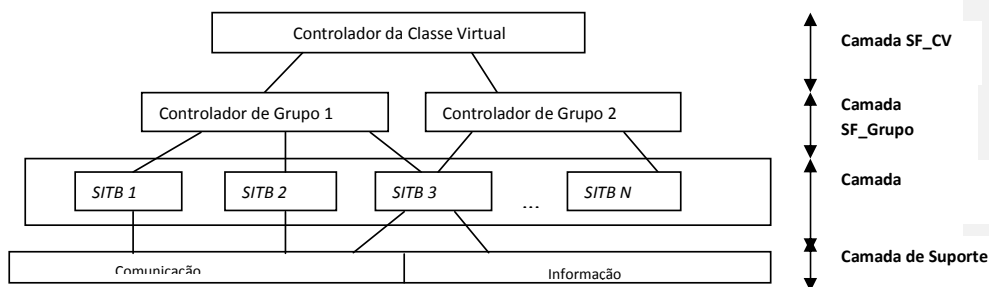 Controlador da Classe Virtual
Camada SF_CV
Controlador de Grupo 1
Controlador de Grupo 2
Camada
SF_Grupo
SITB 1
SITB 2
SITB 3
...
SITB N
Camada
Comunicação
Informação
Camada de Suporte